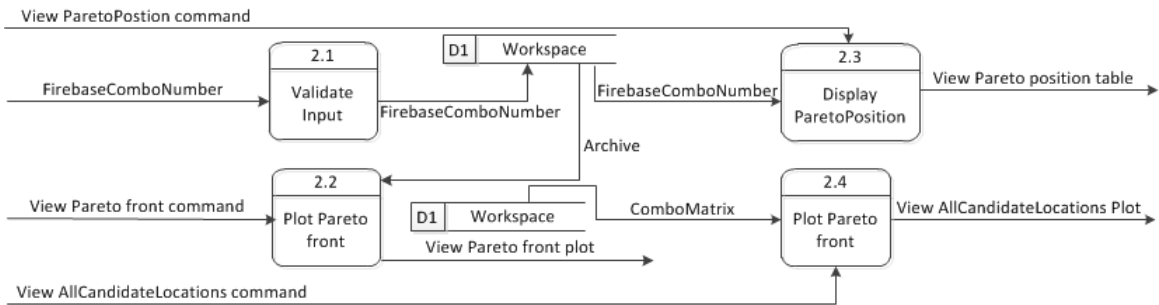 View ParetoPostion command
D1 Workspace
2.1
Validate
Input
2.3
Display
ParetoPosition
FirebaseComboNumber
FirebaseComboNumber
FirebaseComboNumber
View Pareto position table
Archive
2.2
Plot Pareto
front
2.4
Plot Pareto
front
View Pareto front command
D1 Workspace
ComboMatrix
View AllCandidateLocations Plot
View Pareto front plot
View AllCandidateLocations command